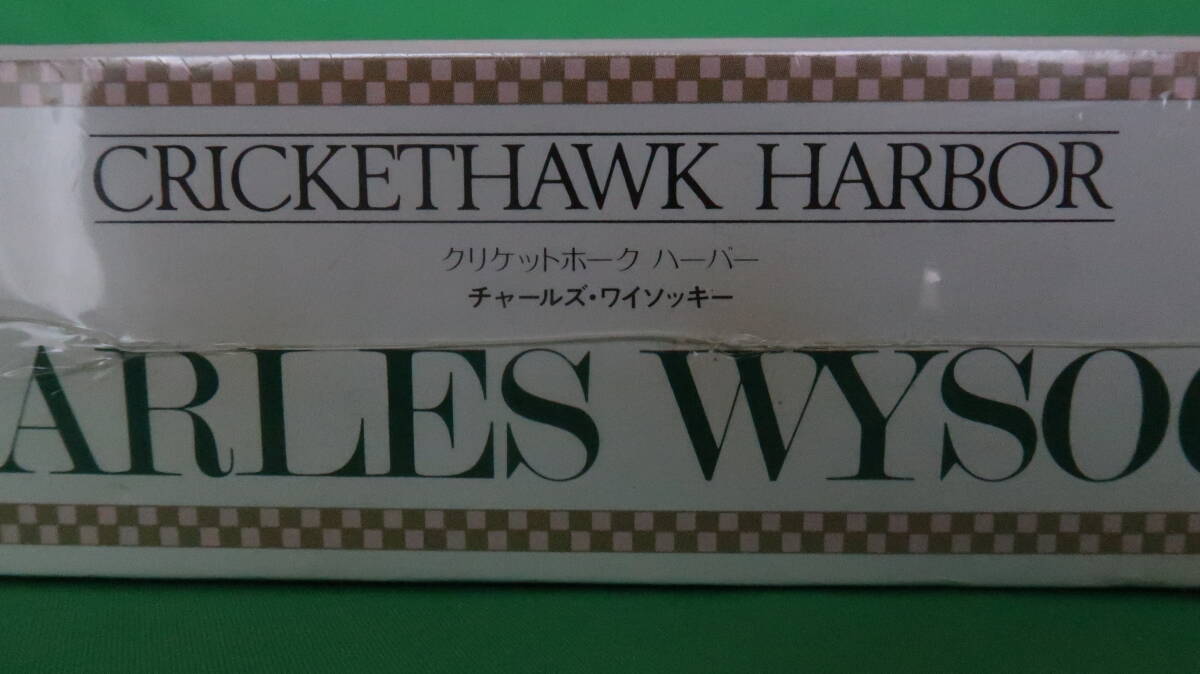 CRICKETHAWK HARBOR
クリケットホーク ハーバー
チャールズ・ワイソッキー
ARLES WYSOC